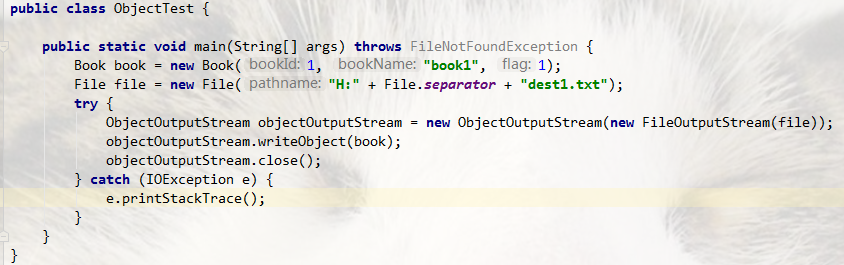 public class ObjectTest {
public static void main(String[] args) throws FileNotFoundException {
Book book = new Book( bookId: 1, bookName: "book1", flag: 1);
File file = new File( pathname: "H:" + File.separator + "dest1.txt");
try {
ObjectOutputStream objectOutputStream = new ObjectOutputStream(new FileOutputStream(file));
objectOutputStream.writeObject(book);
objectOutputStream.close();
} catch (IOException e) {
e.printStackTrace();
}
}
}